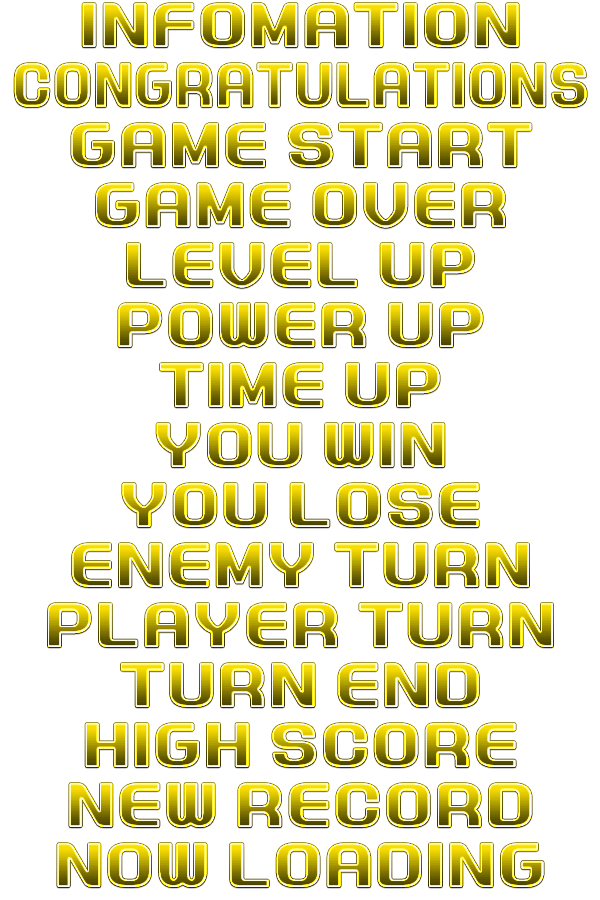 INFOMATION
CONGRATULATIONS
GAME START
GAME OVER
LEVEL UP
POWER UP
TIME UP
YOU WIN
YOU LOSE
ENEMY TURN
PLAYER TURN
TURN END
HIGH SCORE
NEW RECORD
NOW LOADING